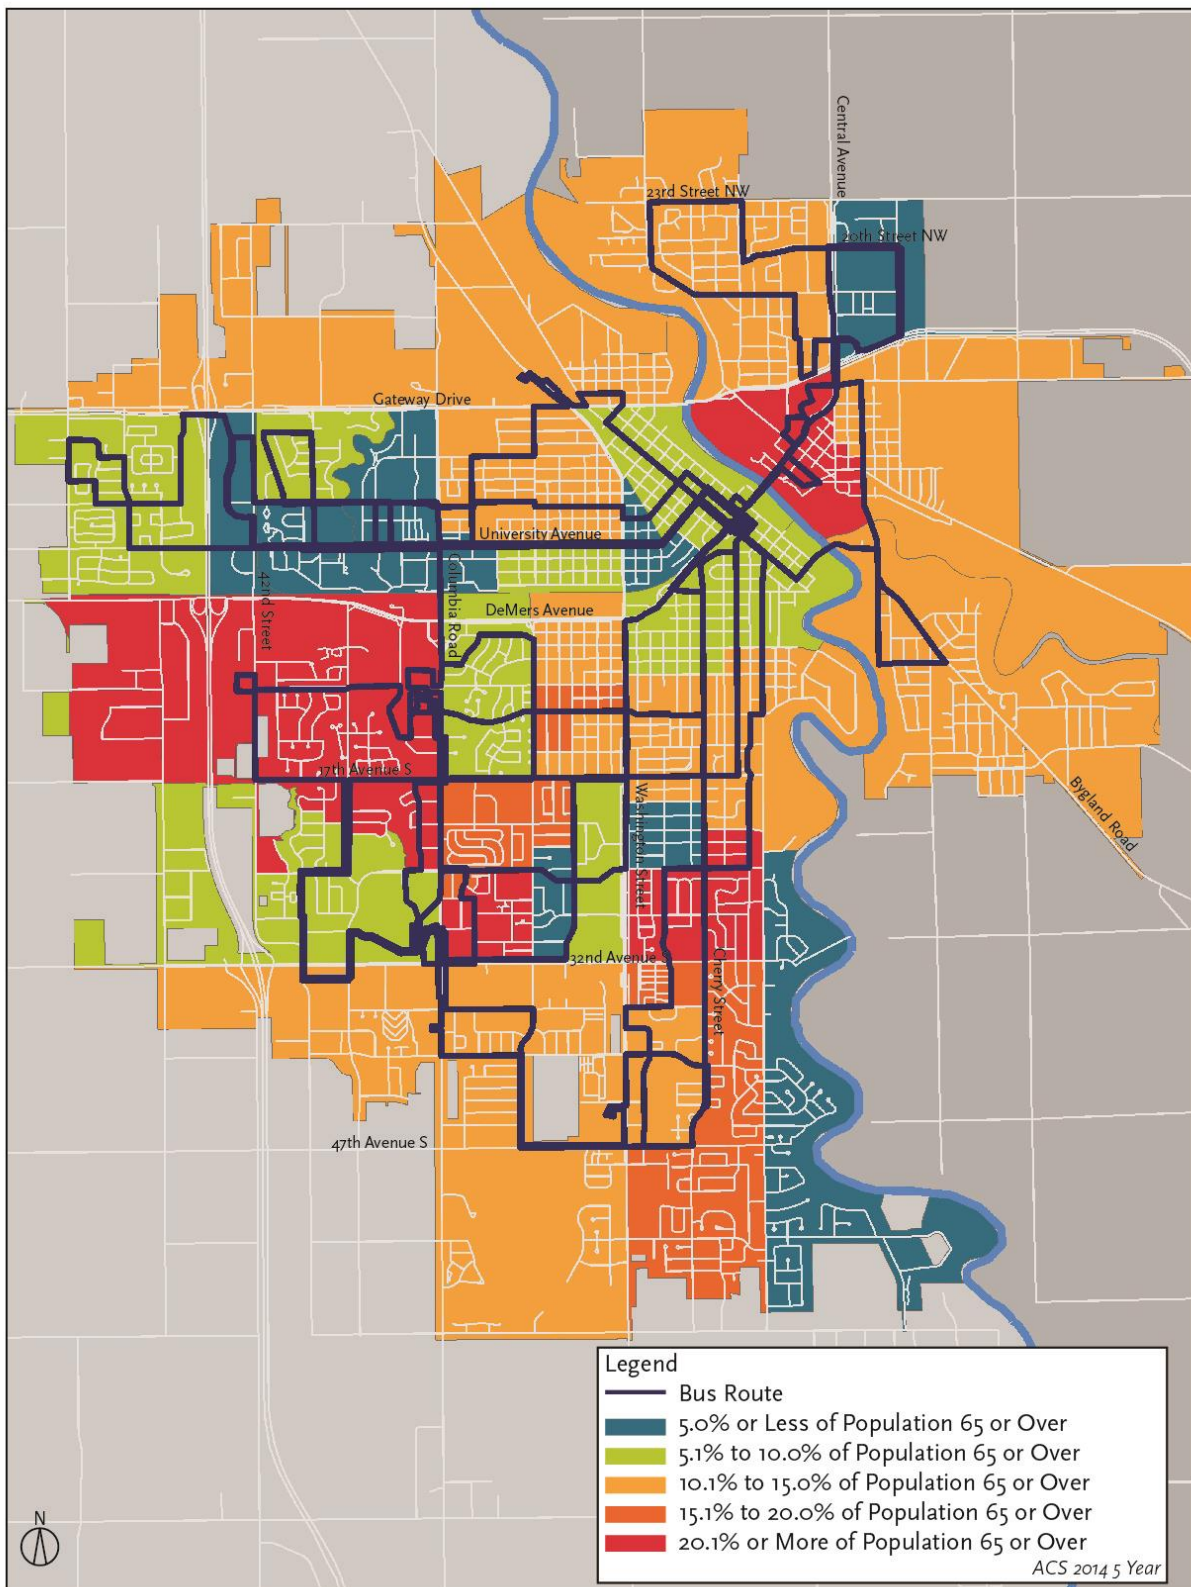 Central Avenue
23rd Street NW
20th Street NW
Gateway Drive
University Avenue
42nd Street
Columbia Road
DeMers Avenue
17th Avenue S
Washington Street
Bygland Road
32nd Avenue S
Cherry Street
47th Avenue S
Legend
Bus Route
5.0% or Less of Population 65 or Over
5.1% to 10.0% of Population 65 or Over
10.1% to 15.0% of Population 65 or Over
15.1% to 20.0% of Population 65 or Over
20.1% or More of Population 65 or Over
ACS 2014 5 Year
N